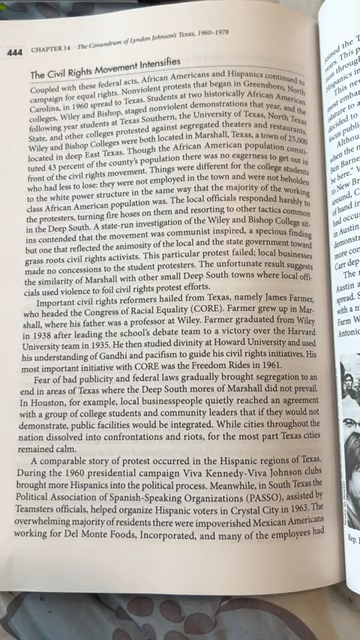 444 CHAPTER 14 The Conundrum of Lyndon Johnson's Texas, 1960–1978
The Civil Rights Movement Intensifies
Coupled with these federal acts, African Americans and Hispanics continued to
campaign for equal rights. Nonviolent protests that began in Greensboro, North
Carolina, in 1960 spread to Texas. Students at two historically African American
colleges, Wiley and Bishop, staged nonviolent demonstrations that year, and the
following year students at Texas Southern, the University of Texas, North Texas
State, and other colleges protested against segregated theaters and restaurants.
Wiley and Bishop Colleges were both located in Marshall, Texas, a town of 25,000
located in deep East Texas. Though the African American population consti-
tuted 43 percent of the county's population there was no eagerness to get out in
front of the civil rights movement. Things were different for the college students
who had less to lose: they were not employed in the town and were not beholden
to the white power structure in the same way that the majority of the working
class African American population was. The local officials responded harshly to
the protesters, turning fire hoses on them and resorting to other tactics common
in the Deep South. A state-run investigation of the Wiley and Bishop College sit-
ins contended that the movement was communist inspired, a specious finding
but one that reflected the animosity of the local and the state government toward
grass roots civil rights activists. This particular protest failed; local businesses
made no concessions to the student protesters. The unfortunate result suggests
the similarity of Marshall with other small Deep South towns where local offi-
cials used violence to foil civil rights protest efforts.
Important civil rights reformers hailed from Texas, namely James Farmer,
who headed the Congress of Racial Equality (CORE). Farmer grew up in Mar-
shall, where his father was a professor at Wiley. Farmer graduated from Wiley
in 1938 after leading the school's debate team to a victory over the Harvard
University team in 1935. He then studied divinity at Howard University and used
his understanding of Gandhi and pacifism to guide his civil rights initiatives. His
most important initiative with CORE was the Freedom Rides in 1961.
Fear of bad publicity and federal laws gradually brought segregation to an
end in areas of Texas where the Deep South mores of Marshall did not prevail.
In Houston, for example, local businesspeople quietly reached an agreement
with a group of college students and community leaders that if they would not
demonstrate, public facilities would be integrated. While cities throughout the
nation dissolved into confrontations and riots, for the most part Texas cities
remained calm.
A comparable story of protest occurred in the Hispanic regions of Texas.
During the 1960 presidential campaign Viva Kennedy-Viva Johnson clubs
brought more Hispanics into the political process. Meanwhile, in South Texas the
Political Association of Spanish-Speaking Organizations (PASSO), assisted by
Teamsters officials, helped organize Hispanic voters in Crystal City in 1963. The
overwhelming majority of residents there were impoverished Mexican Americans
working for Del Monte Foods, Incorporated, and many of the employees had